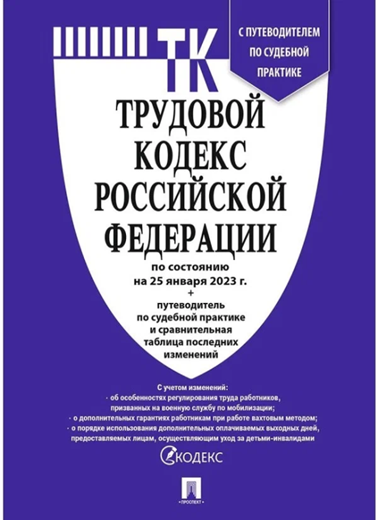 ТК
С ПУТЕВОДИТЕЛЕМ
ПО СУДЕБНОЙ
ПРАКТИКЕ
ТРУДОВОЙ
КОДЕКС
РОССИЙСКОЙ
ФЕДЕРАЦИИ
по состоянию
на 25 января 2023 г.
+
путеводитель
по судебной практике
и сравнительная
таблица последних
изменений
С учетом изменений:
· об особенностях регулирования труда работников,
призванных на военную службу по мобилизации;
· о дополнительных гарантиях работникам при работе вахтовым методом;
· о порядке использования дополнительных оплачиваемых выходных дней,
предоставляемых лицам, осуществляющим уход за детьми-инвалидами
КОДЕКС
ПРОСПЕКТ